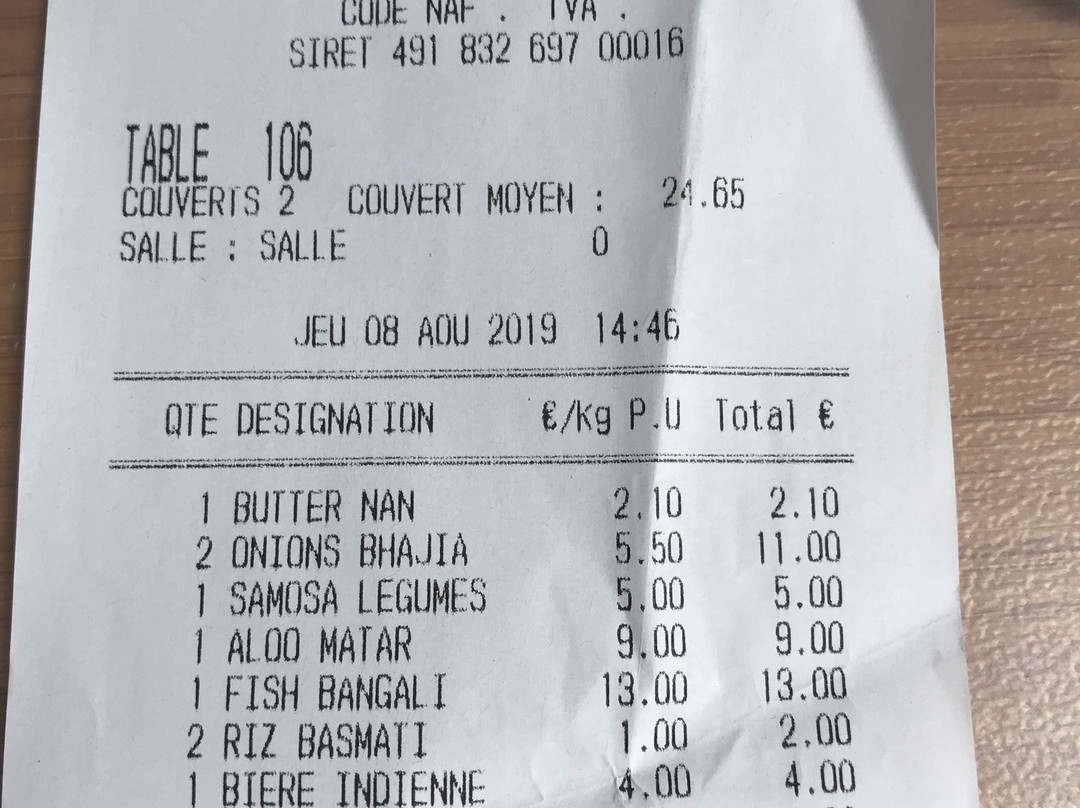 CODE NAF . TVA .
SIRET 491 832 697 00016
TABLE 106
COUVERTS 2 COUVERT MOYEN : 24.65
SALLE : SALLE 0
JEU 08 AOU 2019 14:46
QTE DESIGNATION €/Kg P.U Total €
1 BUTTER NAN 2.10 2.10
2 ONIONS BHAJIA 5.50 11.00
1 SAMOSA LEGUMES 5.00 5.00
1 ALOO MATAR 9.00 9.00
1 FISH BANGALI 13.00 13.00
2 RIZ BASMATI 1.00 2.00
1 BIERE INDIENNE 4.00 4.00